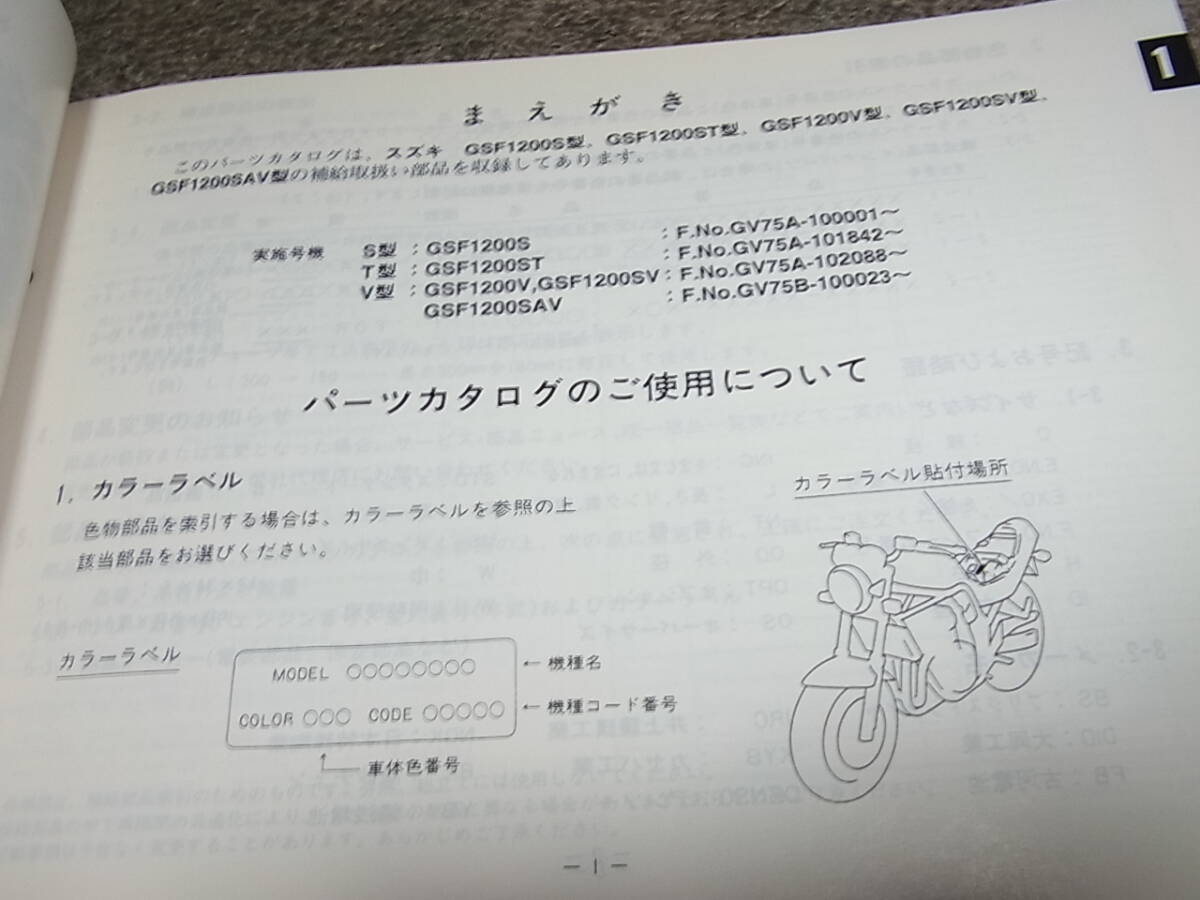 1
まえがき
このパーツカタログは、スズキ GSF1200S型、GSF1200ST型、GSF1200V型、GSF1200SV型、
GSF1200SAV型の補給取扱い部品を収録してあります。
実施号機 S型：GSF1200S ：F.No.GV75A-100001～
T型：GSF1200ST ：F.No.GV75A-101842～
V型：GSF1200V,GSF1200SV：F.No.GV75A-102088～
GSF1200SAV ：F.No.GV75B-100023～
パーツカタログのご使用について
1. カラーラベル
色物部品を索引する場合は、カラーラベルを参照の上
該当部品をお選びください。
カラーラベル貼付場所
カラーラベル
MODEL ○○○○○○○○ ←機種名
COLOR ○○○ CODE ○○○○○ ←機種コード番号
車体色番号
— 1 —